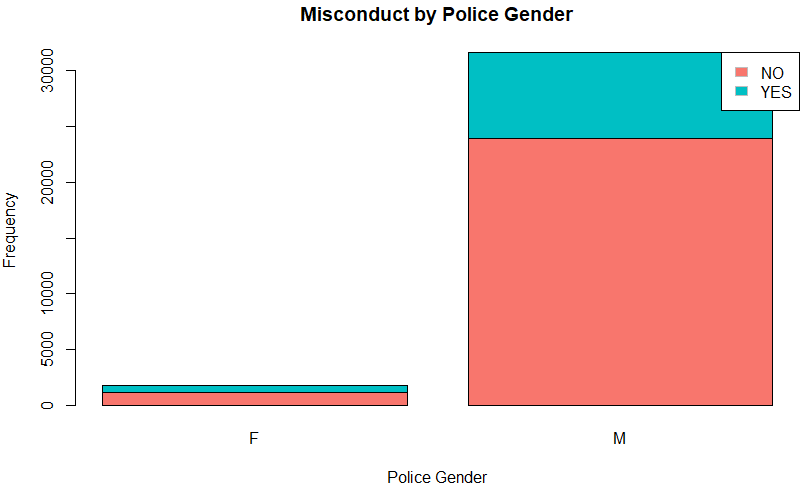 Misconduct by Police Gender
NO
YES
Frequency
30000
20000
10000
5000
0
F
M
Police Gender